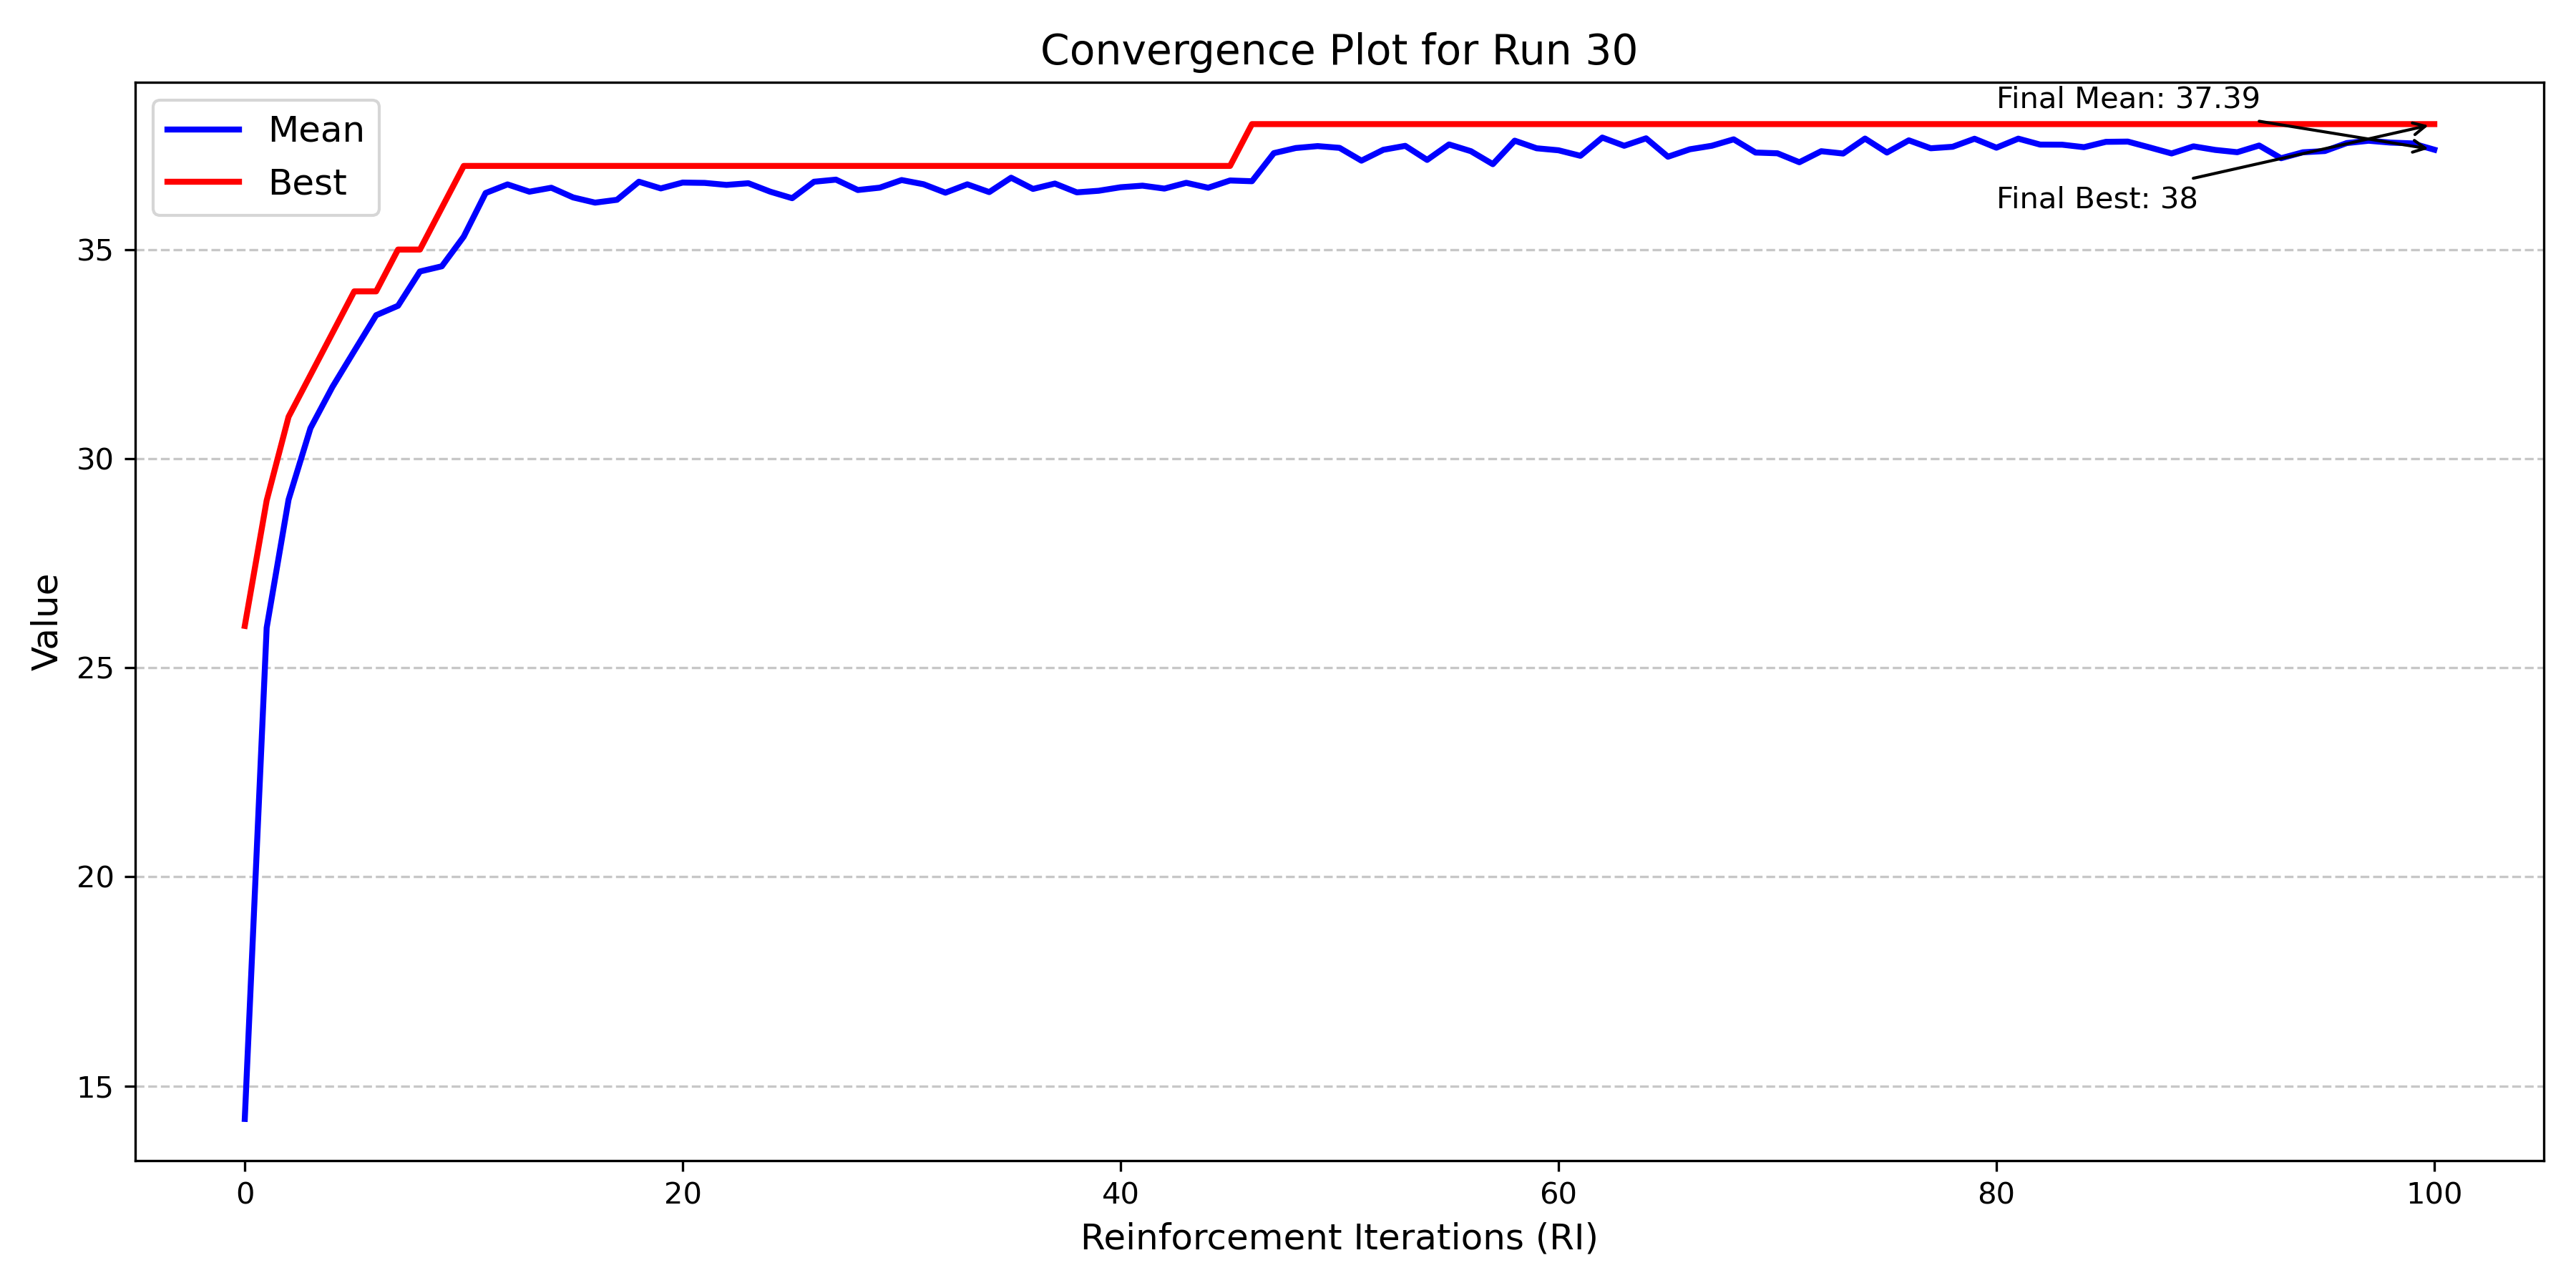 Convergence Plot for Run 30
Mean
Best
Final Mean: 37.39
Final Best: 38
Value
35
30
25
20
15
0
20
40
60
80
100
Reinforcement Iterations (RI)